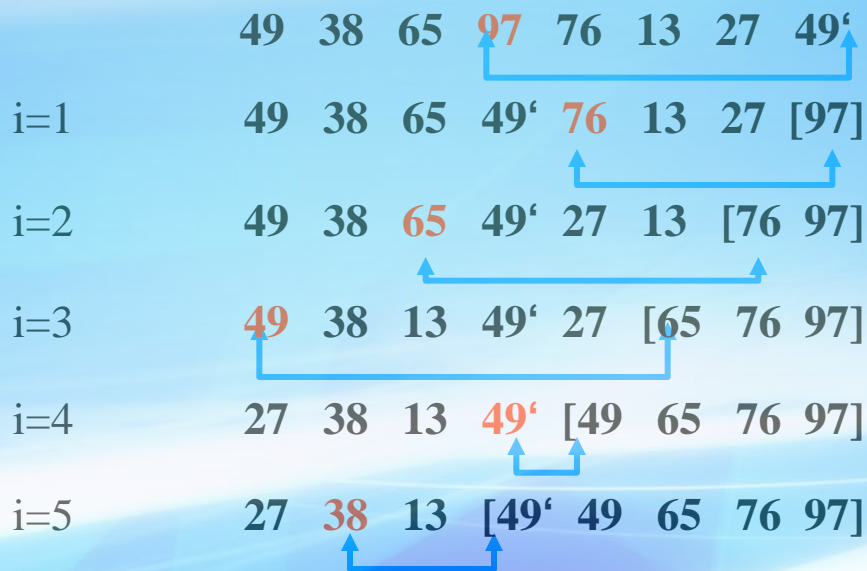 49 38 65 97 76 13 27 49‘
i=1 49 38 65 49‘ 76 13 27 [97]
i=2 49 38 65 49‘ 27 13 [76 97]
i=3 49 38 13 49‘ 27 [65 76 97]
i=4 27 38 13 49‘ [49 65 76 97]
i=5 27 38 13 [49‘ 49 65 76 97]